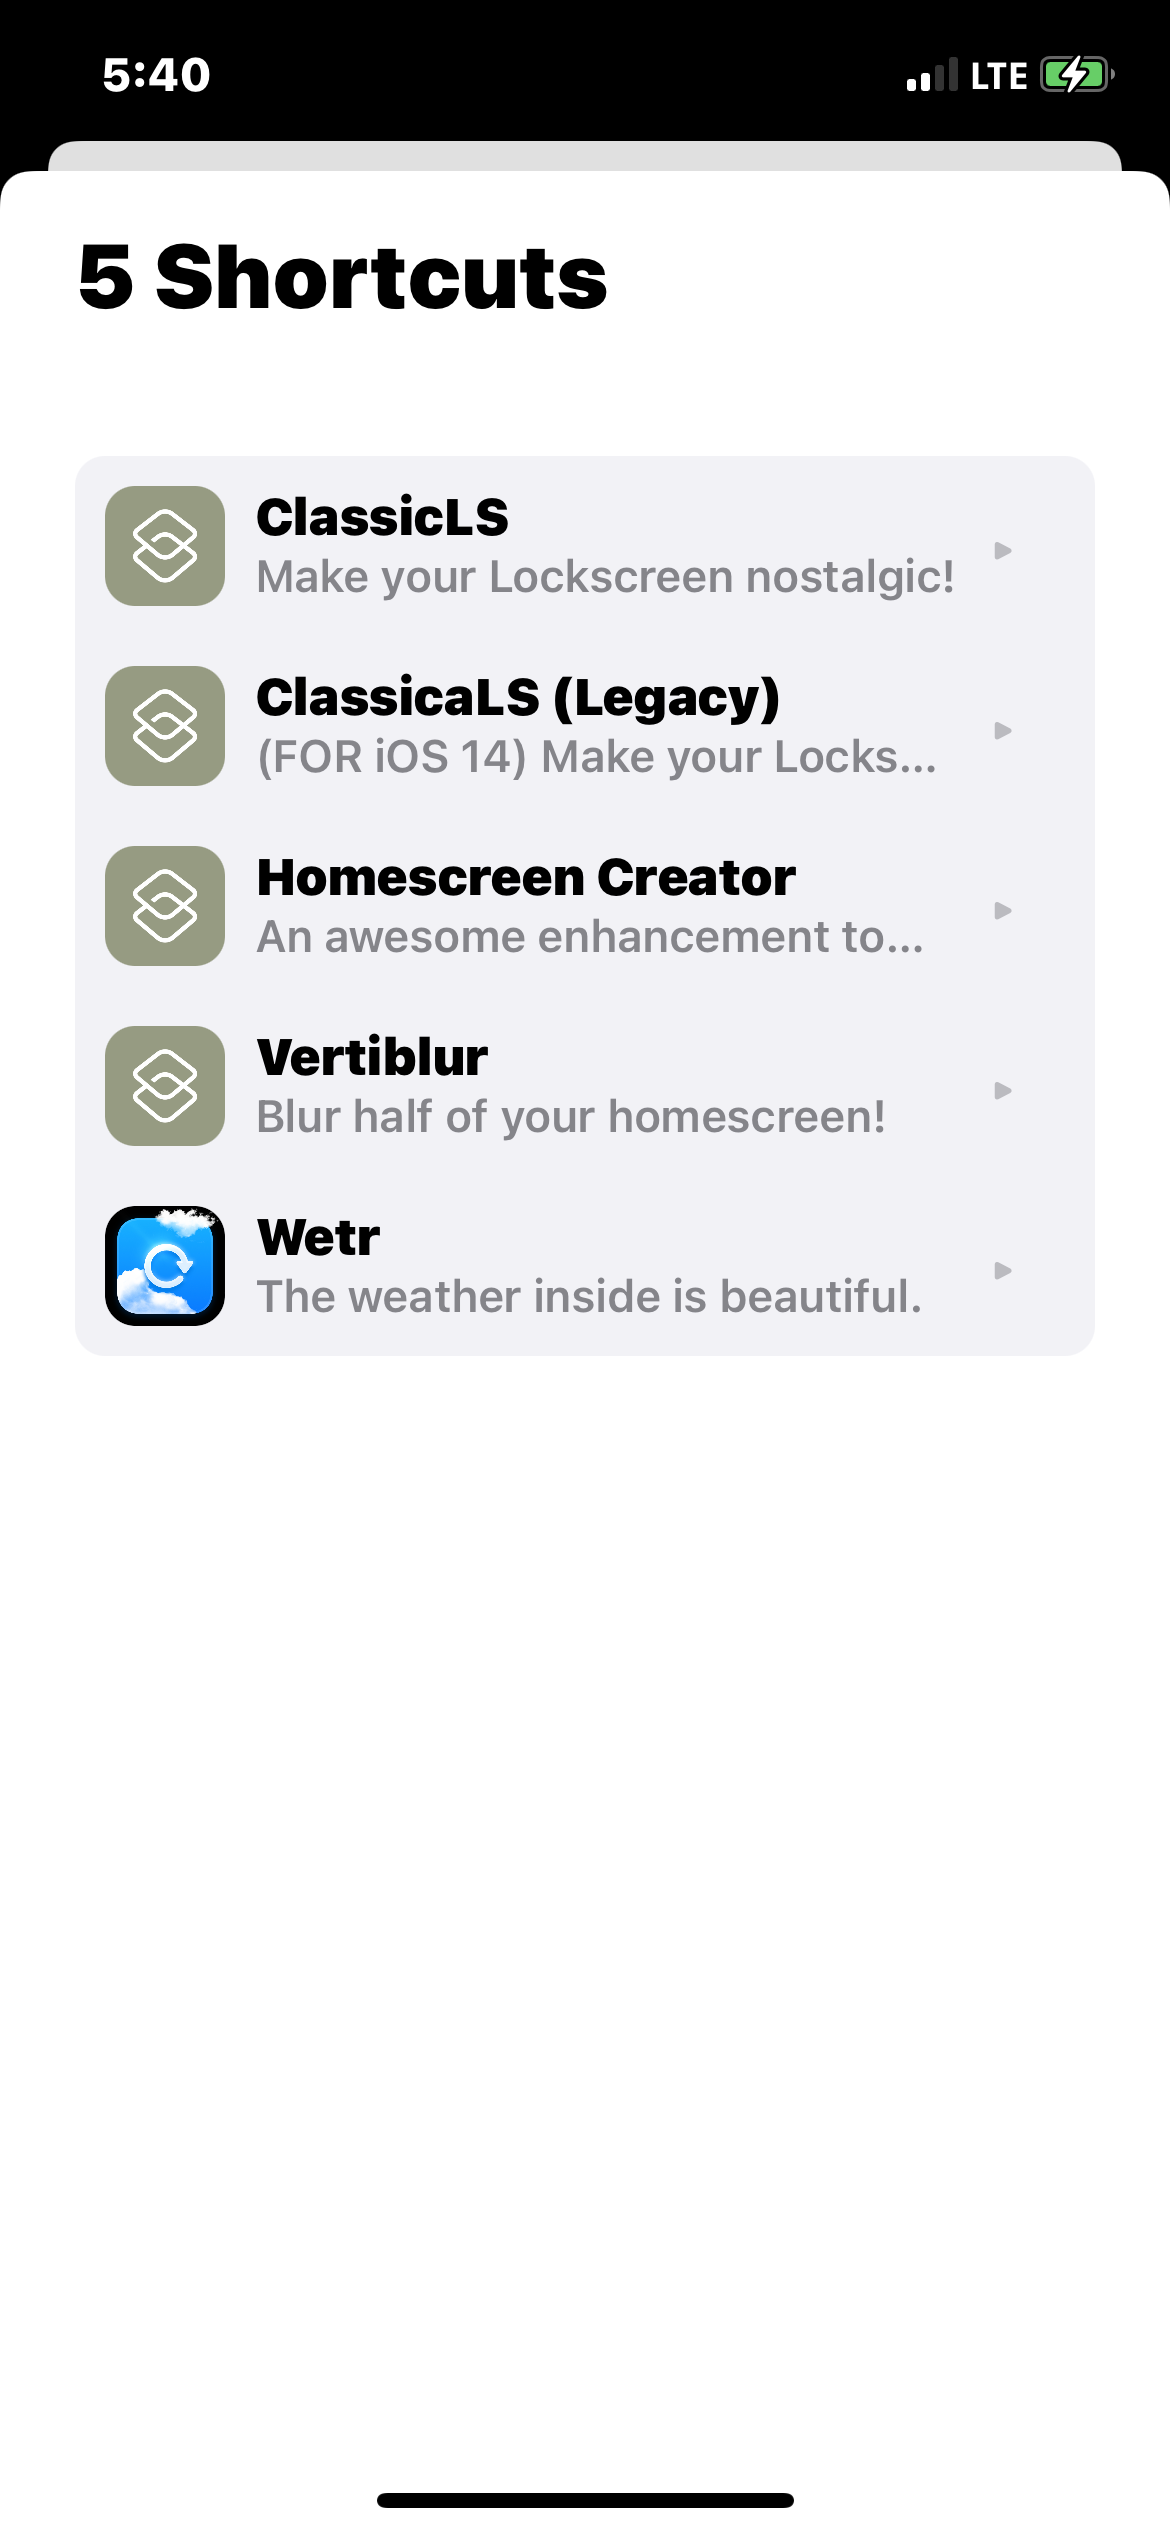 5:40
LTE
5 Shortcuts
ClassicLS
Make your Lockscreen nostalgic!
ClassicaLS (Legacy)
(FOR iOS 14) Make your Locks...
Homescreen Creator
An awesome enhancement to...
Vertiblur
Blur half of your homescreen!
Wetr
The weather inside is beautiful.